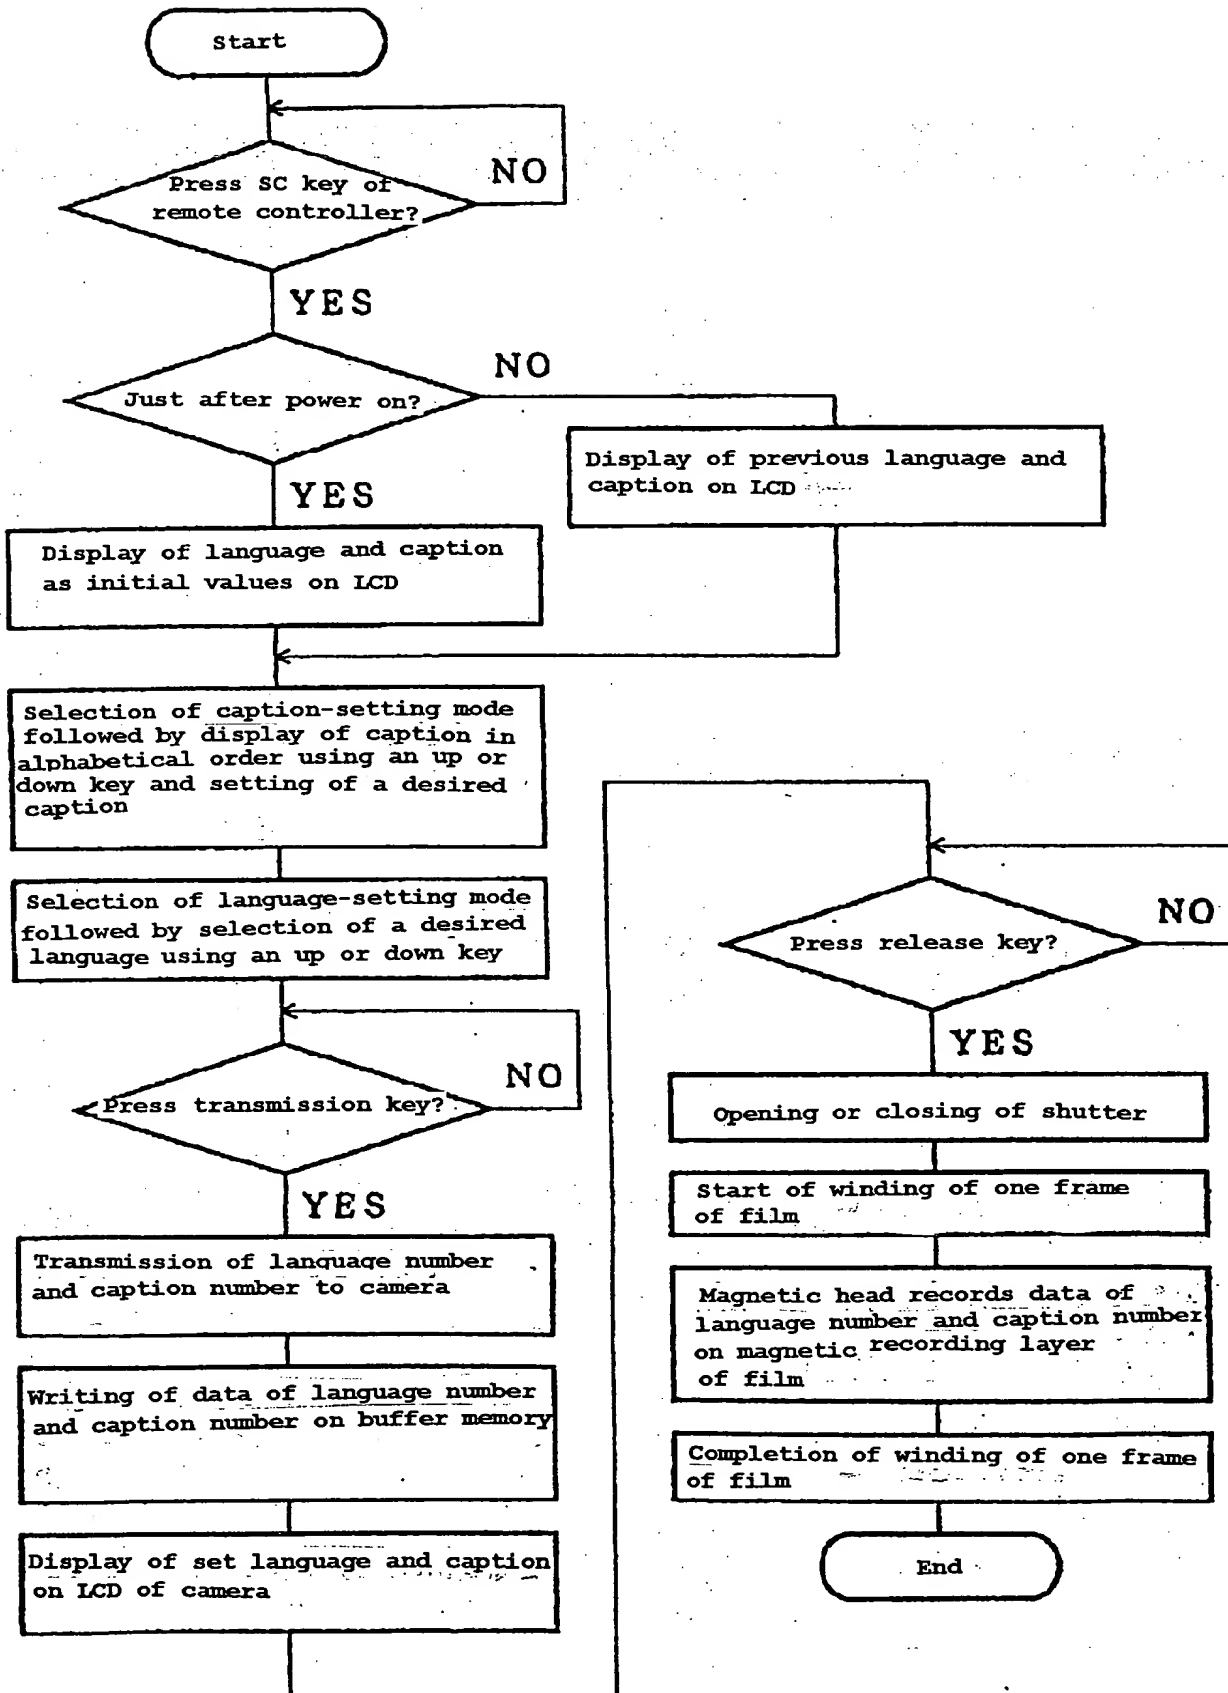 Start
Press SC key of
remote controller?
NO
YES
Just after power on?
NO
YES
Display of previous language and
caption on LCD
Display of language and caption
as initial values on LCD
Selection of caption-setting mode
followed by display of caption in
alphabetical order using an up or
down key and setting of a desired
caption
Selection of language-setting mode
followed by selection of a desired
language using an up or down key
Press transmission key?
NO
YES
Transmission of language number
and caption number to camera
Writing of data of language number
and caption number on buffer memory
Display of set language and caption
on LCD of camera
Press release key?
NO
YES
Opening or closing of shutter
Start of winding of one frame
of film
Magnetic head records data of
language number and caption number
on magnetic recording layer
of film
Completion of winding of one frame
of film
End